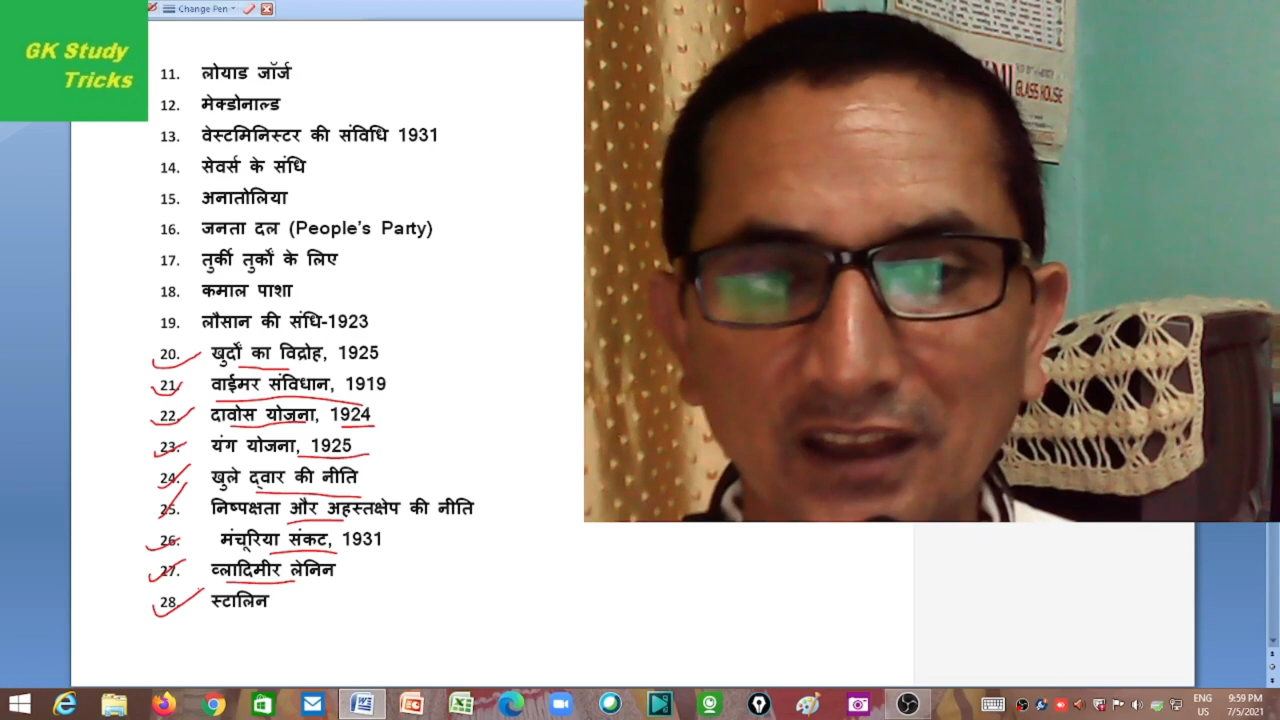 Change Pen
GK Study
Tricks
11. लोयाड जॉर्ज
12. मेक्डोनाल्ड
13. वेस्टमिनिस्टर की संविधि 1931
14. सेवर्स के संधि
15. अनातोलिया
16. जनता दल (People's Party)
17. तुर्की तुर्कों के लिए
18. कमाल पाशा
19. लौसान की संधि-1923
20. खुर्दों का विद्रोह, 1925
21. वाईमर संविधान, 1919
22. दावोस योजना, 1924
23. यंग योजना, 1925
24. खुले द्वार की नीति
25. निष्पक्षता और अहस्तक्षेप की नीति
26. मंचूरिया संकट, 1931
27. व्लादिमीर लेनिन
28. स्टालिन
GLASS HOUSE
ENG
US
9:59 PM
7/5/2021